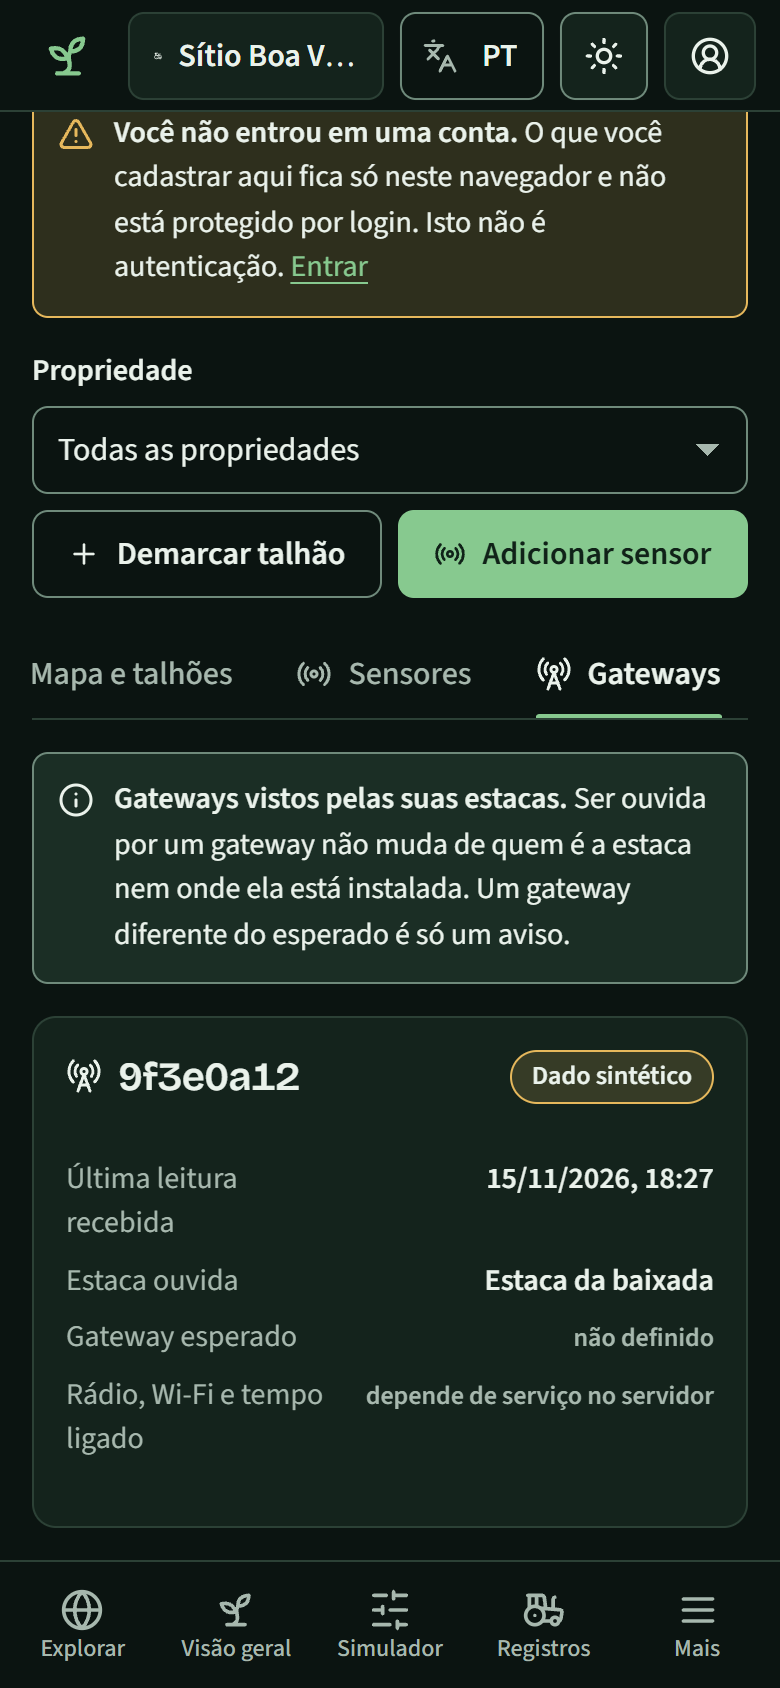 Sítio Boa V...
PT
Você não entrou em uma conta. O que você
cadastrar aqui fica só neste navegador e não
está protegido por login. Isto não é
autenticação. Entrar
Propriedade
Todas as propriedades
Demarcar talhão
Adicionar sensor
Mapa e talhões
Sensores
Gateways
Gateways vistos pelas suas estacas. Ser ouvida
por um gateway não muda de quem é a estaca
nem onde ela está instalada. Um gateway
diferente do esperado é só um aviso.
9f3e0a12
Dado sintético
Última leitura
recebida
15/11/2026, 18:27
Estaca ouvida
Estaca da baixada
Gateway esperado
não definido
Rádio, Wi-Fi e tempo
ligado
depende de serviço no servidor
Explorar
Visão geral
Simulador
Registros
Mais